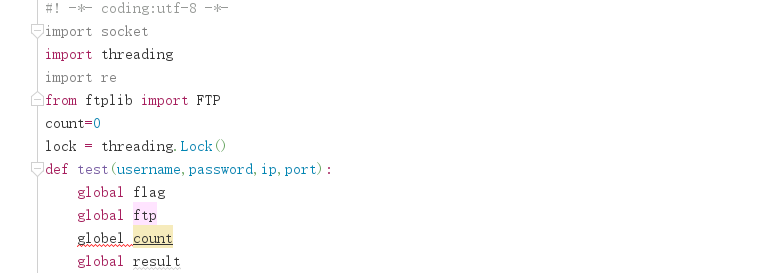 #! -*- coding:utf-8 -*-
import socket
import threading
import re
from ftplib import FTP
count=0
lock = threading.Lock()
def test(username,password,ip,port):
    global flag
    global ftp
    globel count
    global result